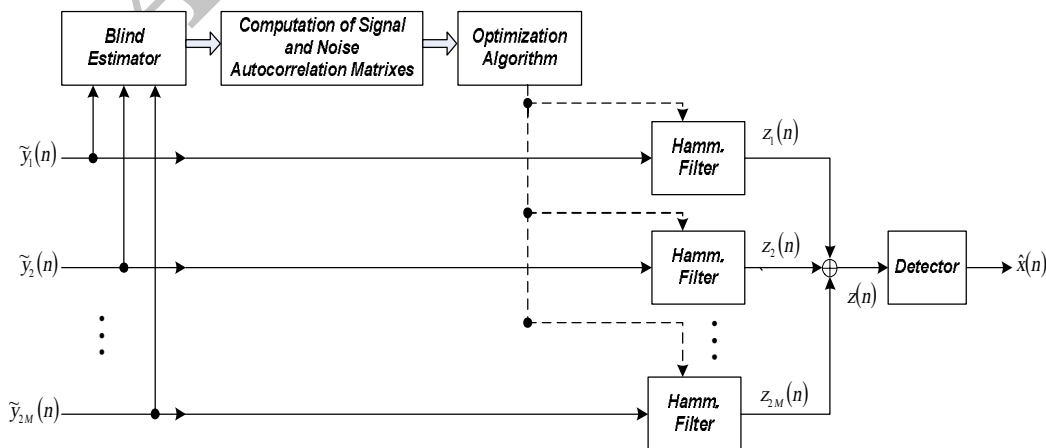 Blind
Estimator
Computation of Signal
and Noise
Autocorrelation Matrixes
Optimization
Algorithm
ỹ₁(n)
Hamm.
Filter
z₁(n)
ỹ₂(n)
Hamm.
Filter
z₂(n)
z(n)
Detector
x̂(n)
ỹ₂M(n)
Hamm.
Filter
z₂M(n)